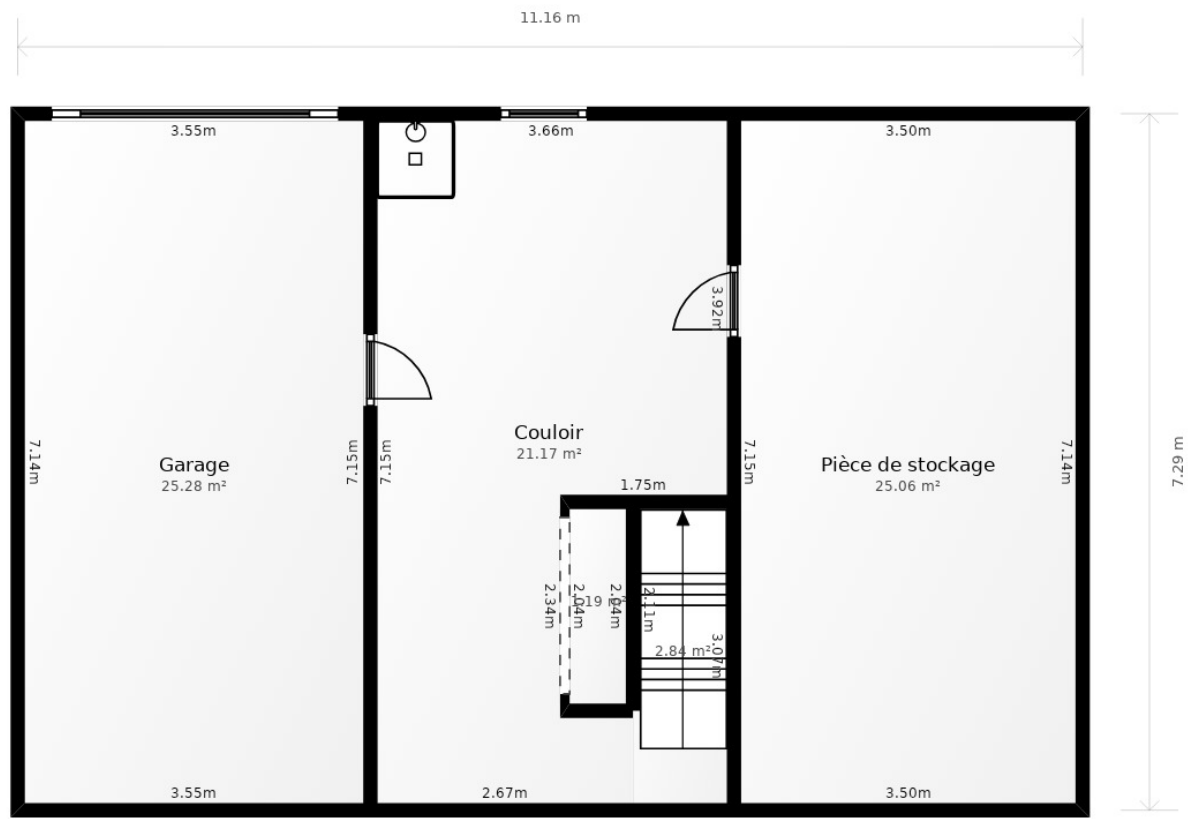 11.16 m
3.55m
3.66m
3.50m
3.92m
7.14m
7.15m
7.15m
7.15m
7.14m
7.29 m
Couloir
21.17 m²
Garage
25.28 m²
Pièce de stockage
25.06 m²
1.75m
2.34m
2.04m
2.04m
2.11m
2.84 m²
3.07m
3.55m
2.67m
3.50m